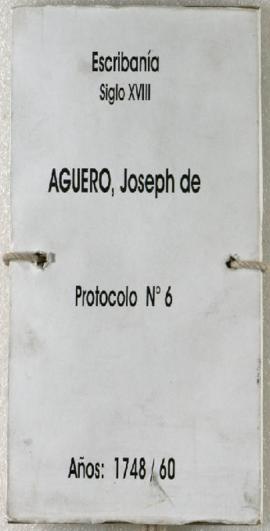 Escribanía
Siglo XVIII
AGUERO, Joseph de
Protocolo N° 6
Años: 1748 / 60